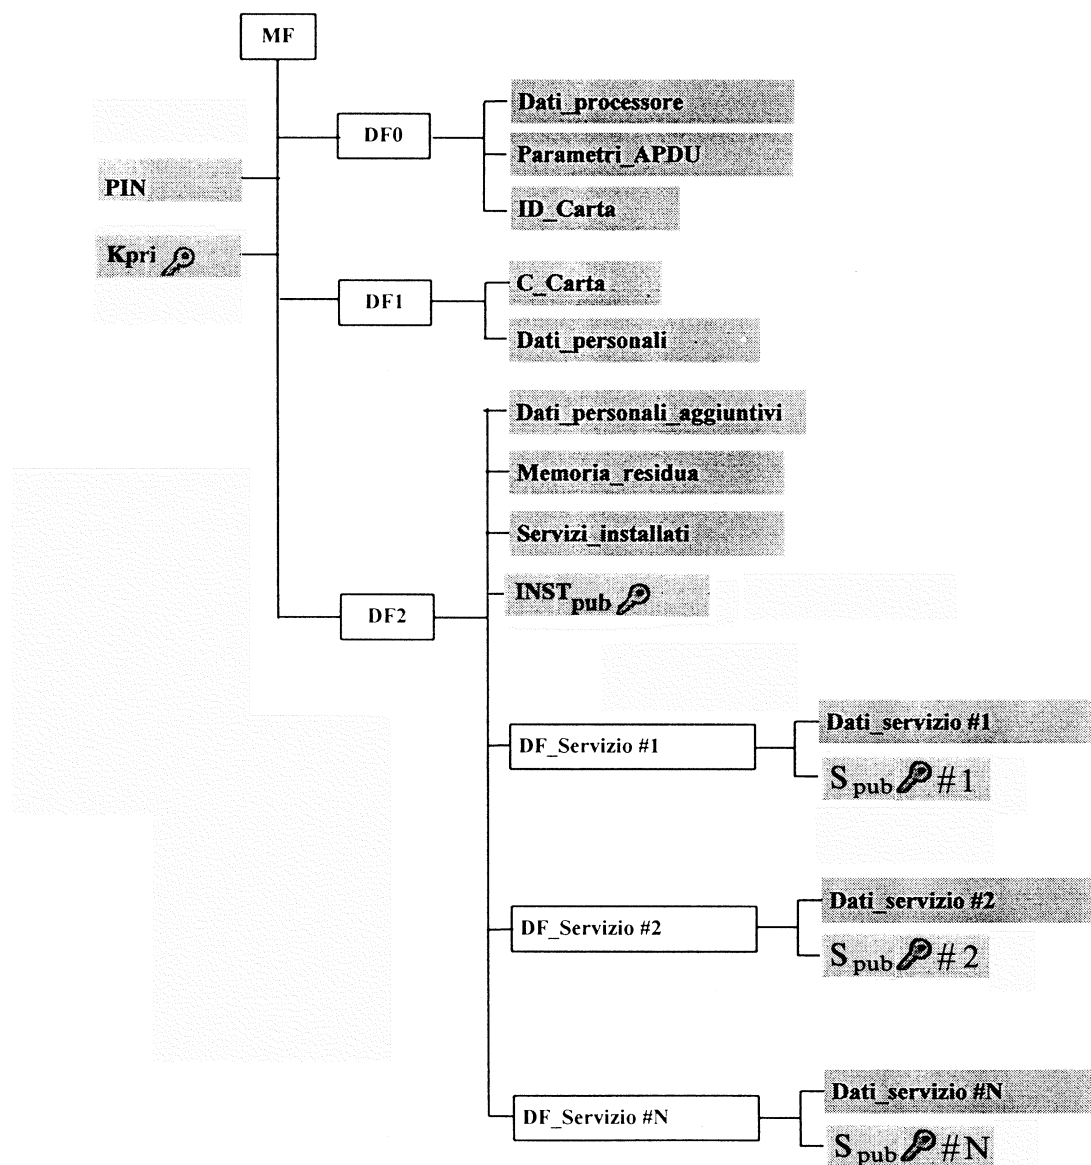 MF
DF0
Dati_processore
Parametri_APDU
ID_Carta
PIN
Kpri
DF1
C_Carta
Dati_personali
DF2
Dati_personali_aggiuntivi
Memoria_residua
Servizi_installati
INSTpub
DF_Servizio #1
Dati_servizio #1
Spub #1
DF_Servizio #2
Dati_servizio #2
Spub #2
DF_Servizio #N
Dati_servizio #N
Spub #N